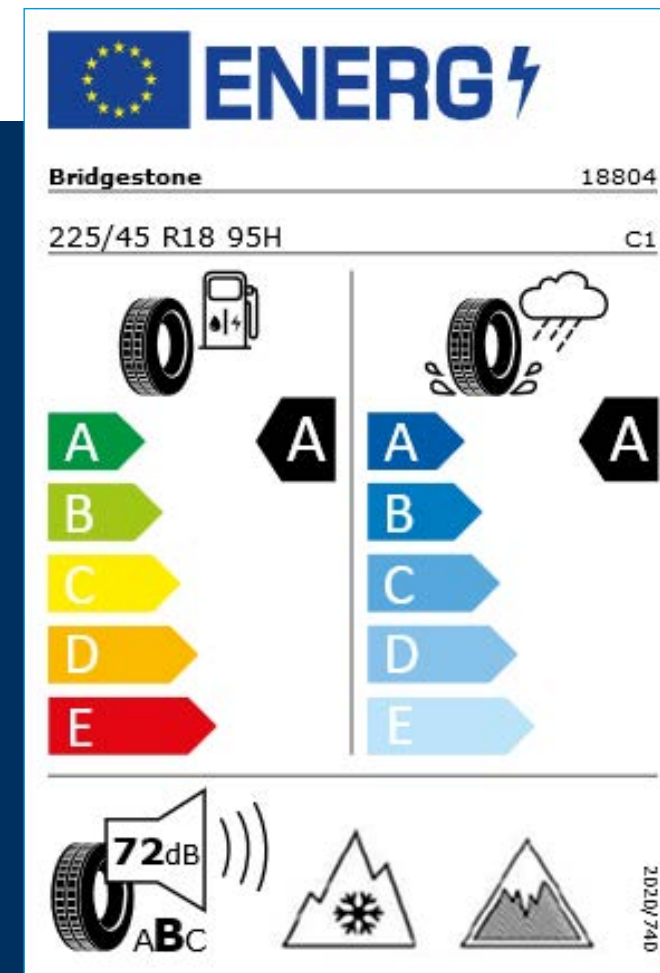 ENERG
Bridgestone 18804
225/45 R18 95H C1
A A A A
B B
C C
D D
E E
72dB
ABC
2020/740